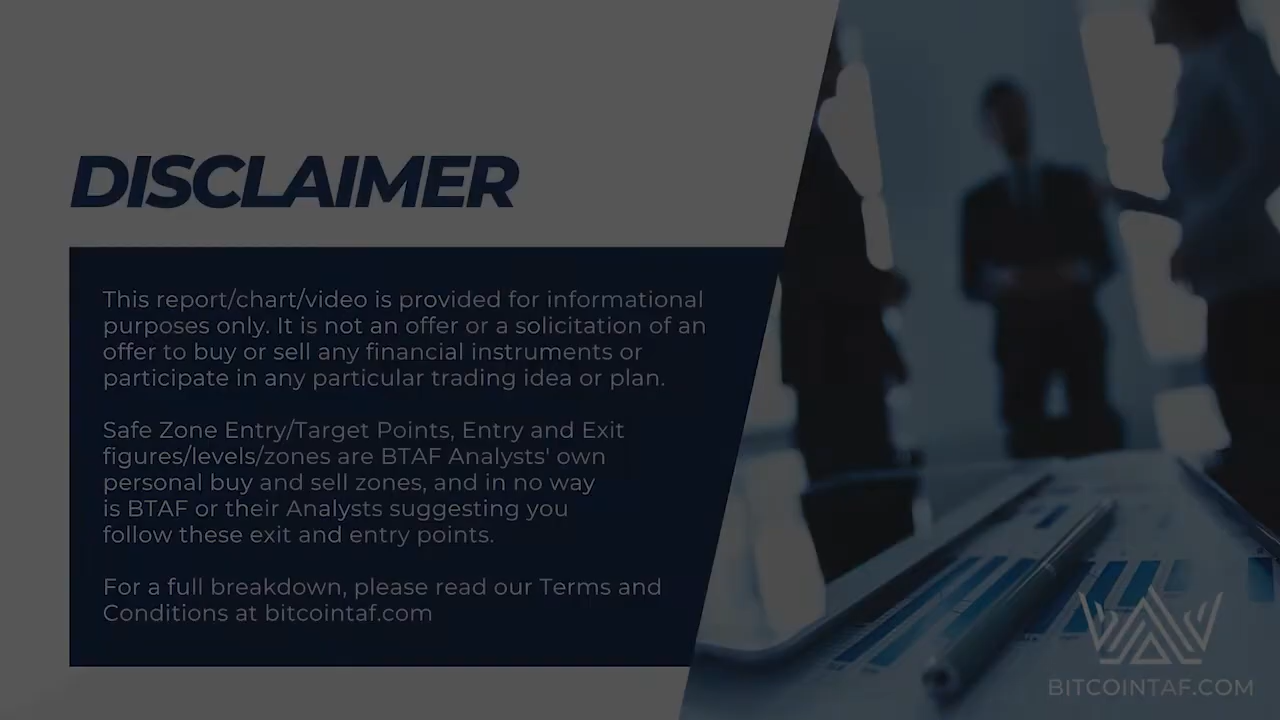 DISCLAIMER
This report/chart/video is provided for informational
purposes only. It is not an offer or a solicitation of an
offer to buy or sell any financial instruments or
participate in any particular trading idea or plan.
Safe Zone Entry/Target Points, Entry and Exit
figures/levels/zones are BTAF Analysts' own
personal buy and sell zones, and in no way
is BTAF or their Analysts suggesting you
follow these exit and entry points.
For a full breakdown, please read our Terms and
Conditions at bitcointaf.com
BITCOINTAF.COM